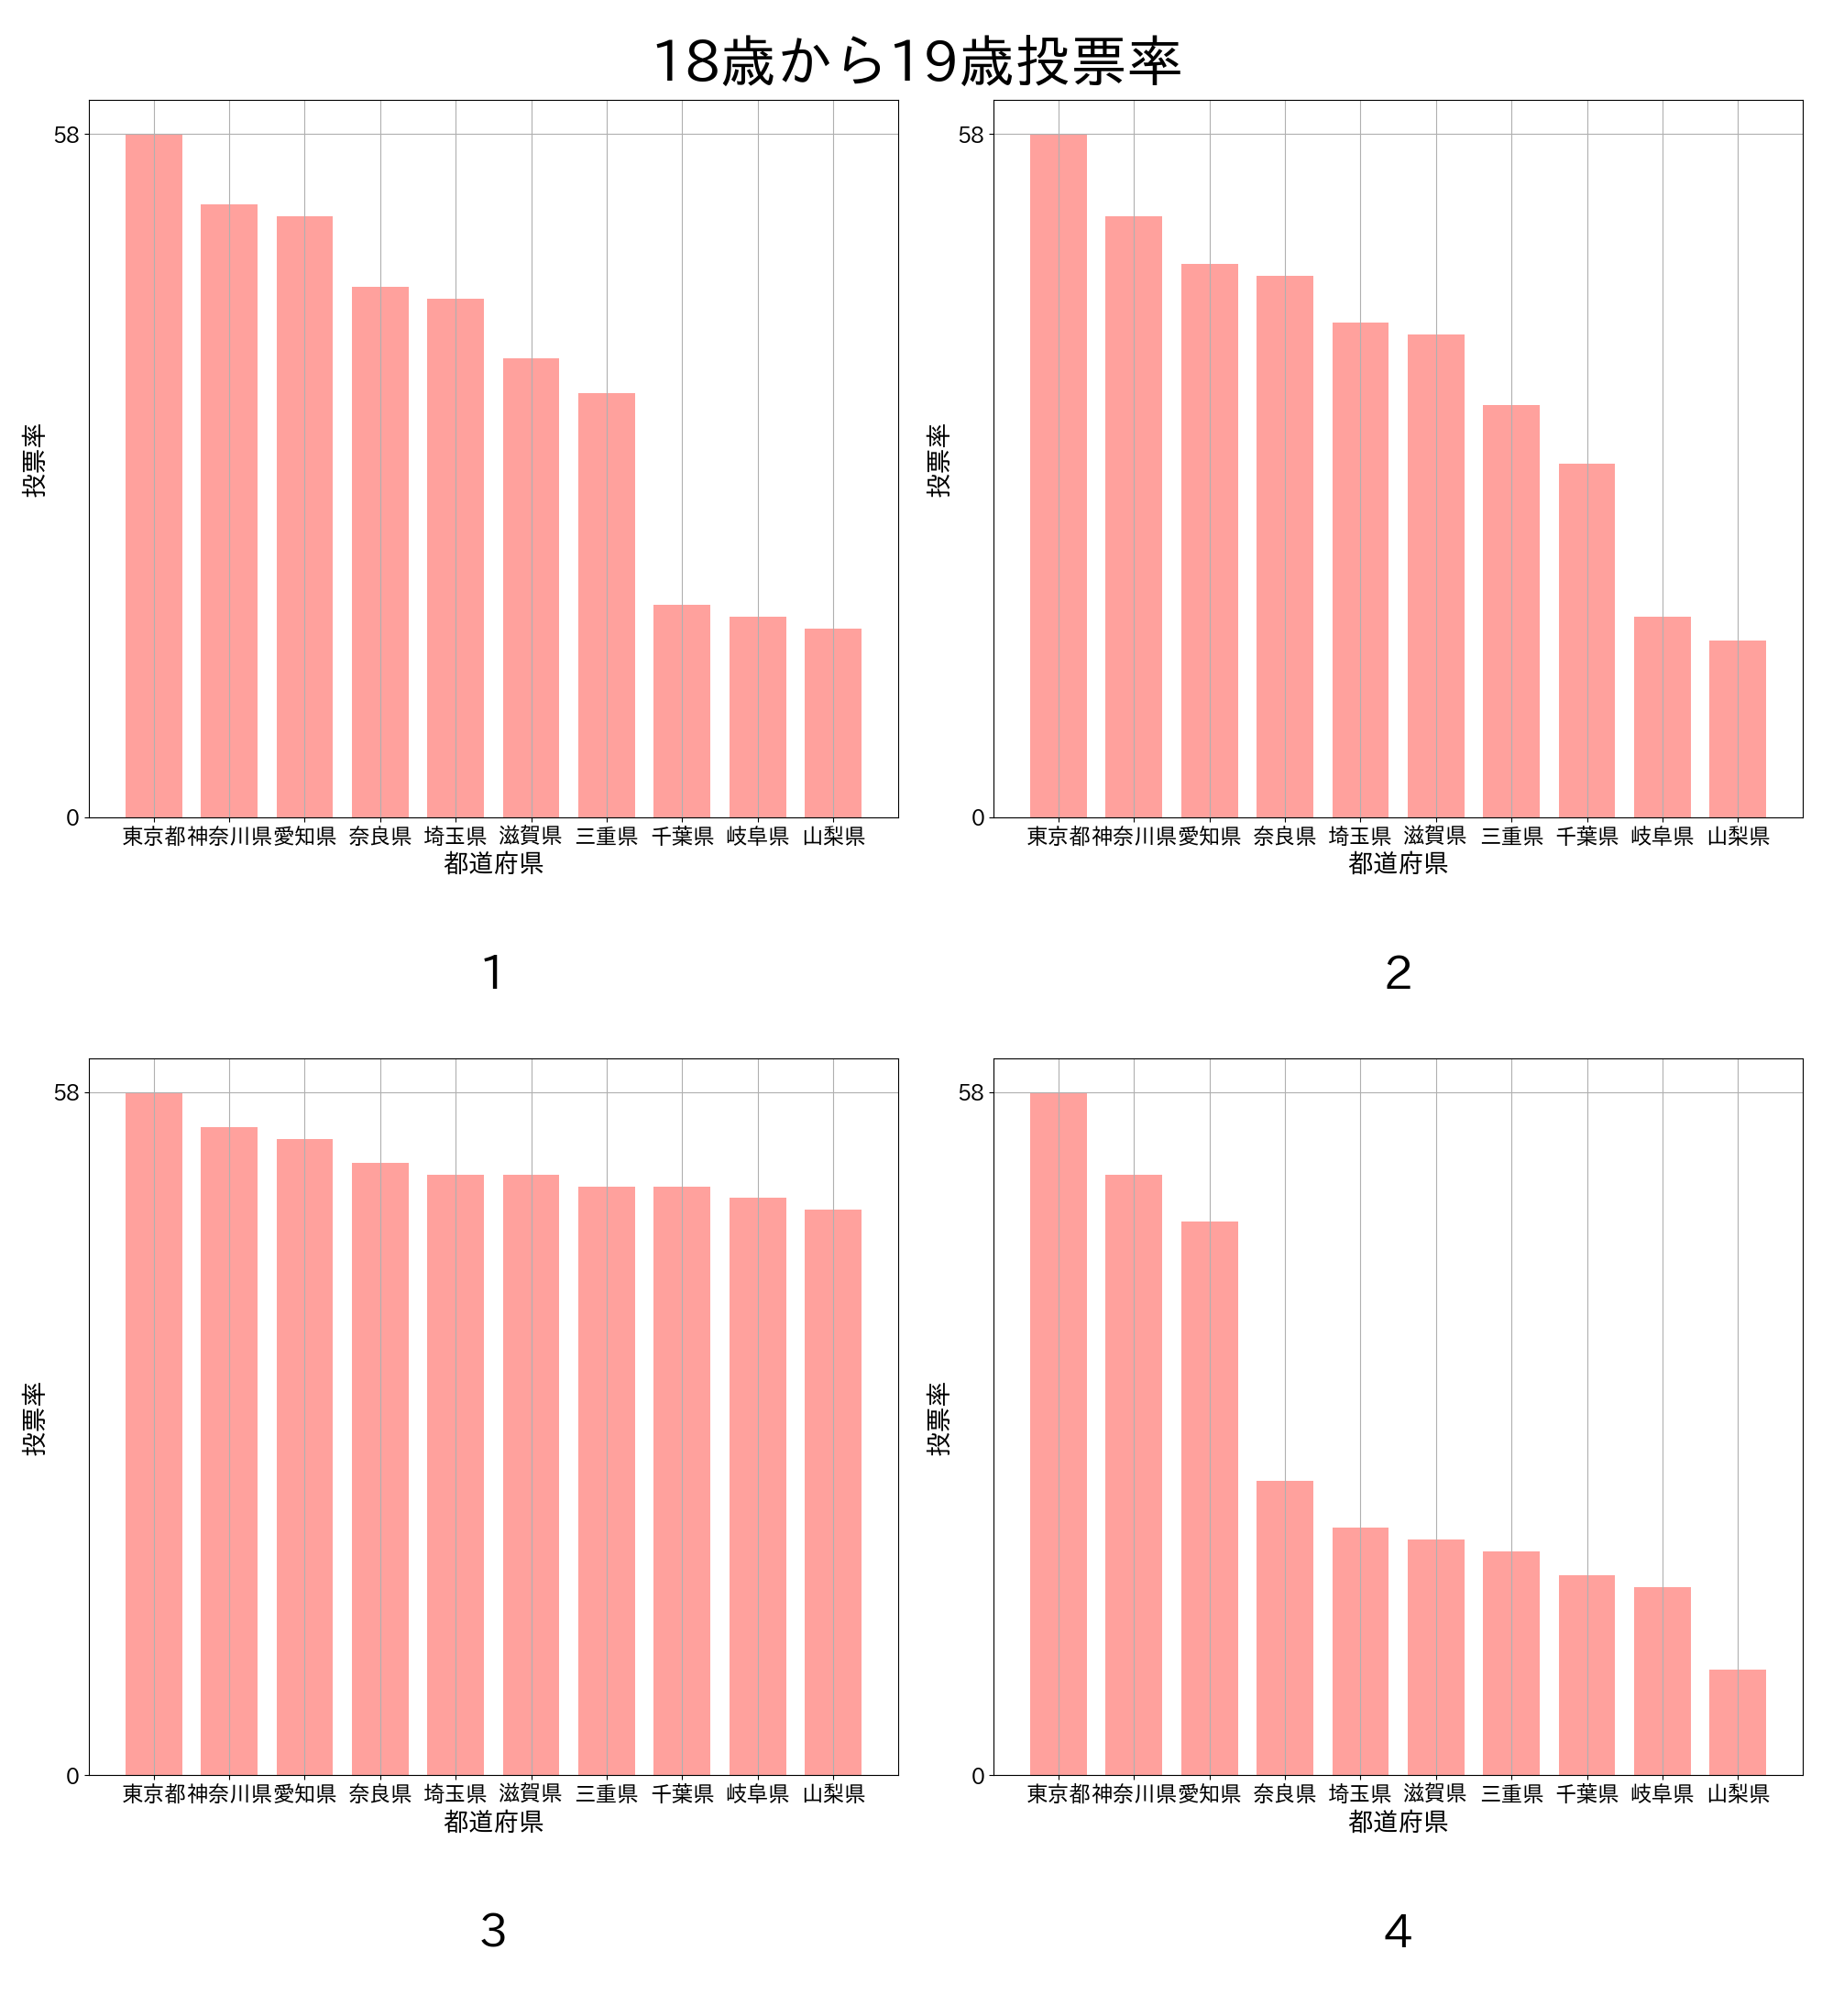 18歳から19歳投票率
58
0
投票率
東京都 神奈川県 愛知県 奈良県 埼玉県 滋賀県 三重県 千葉県 岐阜県 山梨県
都道府県
1
58
0
投票率
東京都 神奈川県 愛知県 奈良県 埼玉県 滋賀県 三重県 千葉県 岐阜県 山梨県
都道府県
2
58
0
投票率
東京都 神奈川県 愛知県 奈良県 埼玉県 滋賀県 三重県 千葉県 岐阜県 山梨県
都道府県
3
58
0
投票率
東京都 神奈川県 愛知県 奈良県 埼玉県 滋賀県 三重県 千葉県 岐阜県 山梨県
都道府県
4